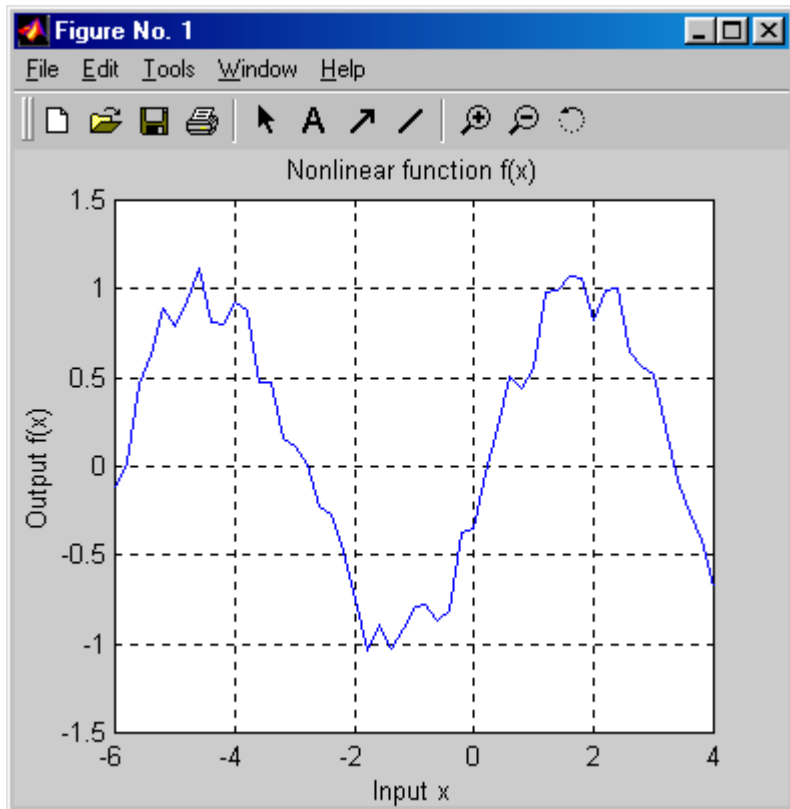 Figure No. 1
File Edit Tools Window Help
A
Nonlinear function f(x)
1.5
1
0.5
0
-0.5
-1
-1.5
Output f(x)
-6 -4 -2 0 2 4
Input x